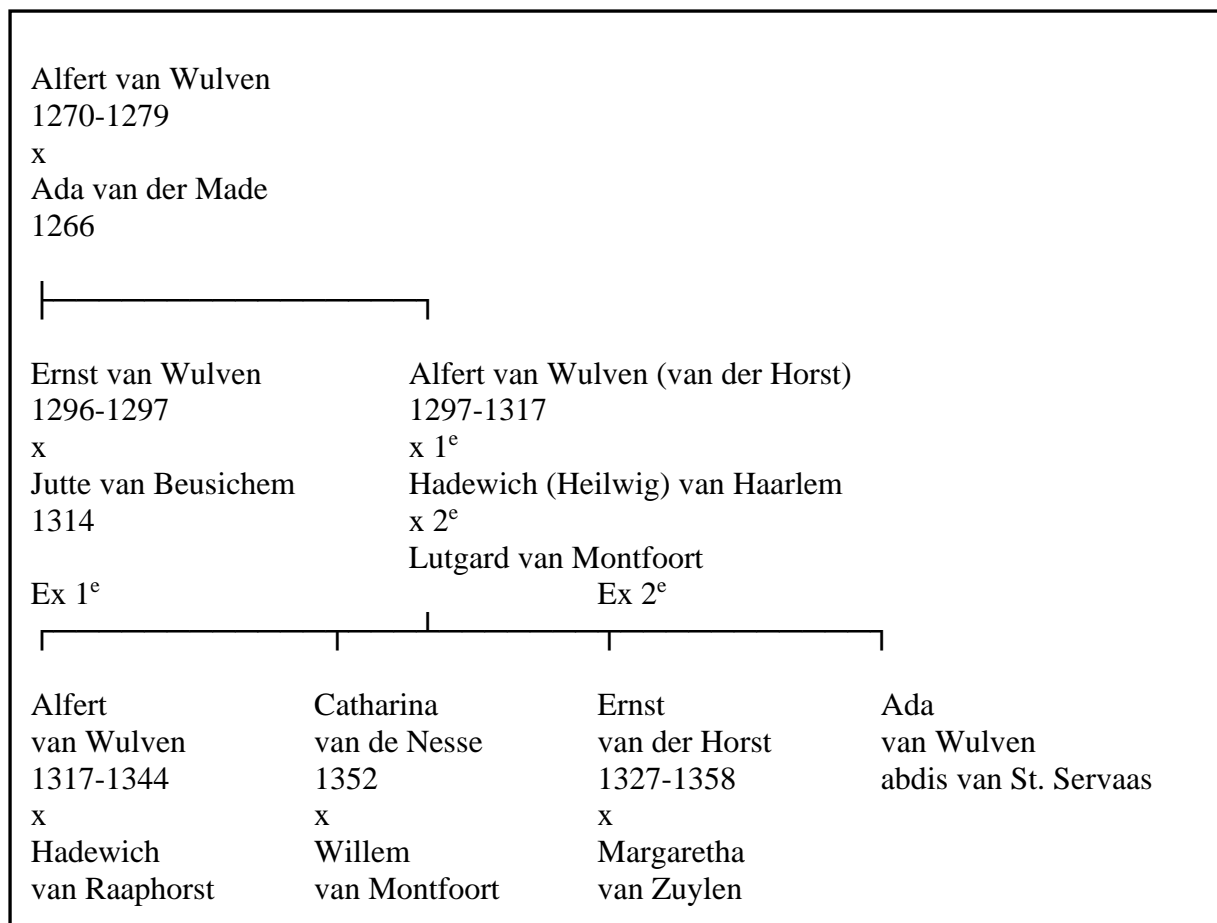 Alfert van Wulven
1270-1279
x
Ada van der Made
1266
Ernst van Wulven
1296-1297
x
Jutte van Beusichem
1314
Alfert van Wulven (van der Horst)
1297-1317
x 1e
Hadewich (Heilwig) van Haarlem
x 2e
Lutgard van Montfoort
Ex 1e
Ex 2e
Alfert
van Wulven
1317-1344
x
Hadewich
van Raaphorst
Catharina
van de Nesse
1352
x
Willem
van Montfoort
Ernst
van der Horst
1327-1358
x
Margaretha
van Zuylen
Ada
van Wulven
abdis van St. Servaas